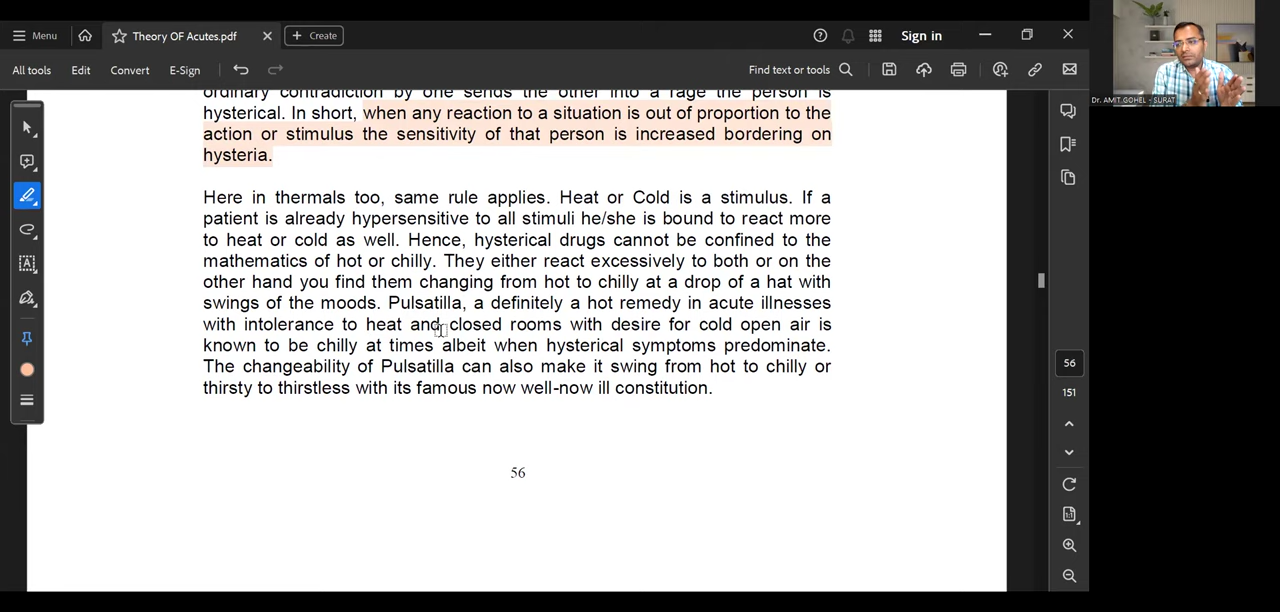 Menu
Theory OF Acutes.pdf
Create
Sign in
All tools
Edit
Convert
E-Sign
Find text or tools
Dr. AMIT GOHEL - SURAT
ordinary contradiction by one sends the other into a rage the person is
hysterical. In short, when any reaction to a situation is out of proportion to the
action or stimulus the sensitivity of that person is increased bordering on
hysteria.
Here in thermals too, same rule applies. Heat or Cold is a stimulus. If a
patient is already hypersensitive to all stimuli he/she is bound to react more
to heat or cold as well. Hence, hysterical drugs cannot be confined to the
mathematics of hot or chilly. They either react excessively to both or on the
other hand you find them changing from hot to chilly at a drop of a hat with
swings of the moods. Pulsatilla, a definitely a hot remedy in acute illnesses
with intolerance to heat and closed rooms with desire for cold open air is
known to be chilly at times albeit when hysterical symptoms predominate.
The changeability of Pulsatilla can also make it swing from hot to chilly or
thirsty to thirstless with its famous now well-now ill constitution.
56
56
151